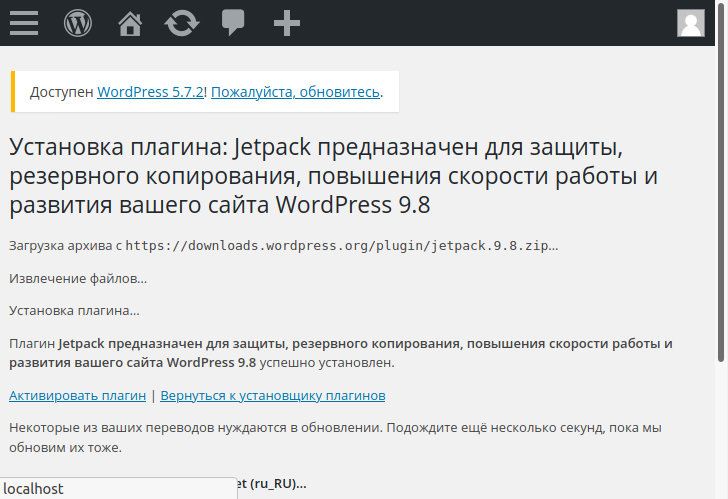 Доступен WordPress 5.7.2! Пожалуйста, обновитесь.
Установка плагина: Jetpack предназначен для защиты,
резервного копирования, повышения скорости работы и
развития вашего сайта WordPress 9.8
Загрузка архива с https://downloads.wordpress.org/plugin/jetpack.9.8.zip…
Извлечение файлов…
Установка плагина…
Плагин Jetpack предназначен для защиты, резервного копирования, повышения скорости работы и
развития вашего сайта WordPress 9.8 успешно установлен.
Активировать плагин | Вернуться к установщику плагинов
Некоторые из ваших переводов нуждаются в обновлении. Подождите ещё несколько секунд, пока мы
обновим их тоже.
(ru_RU)…
localhost